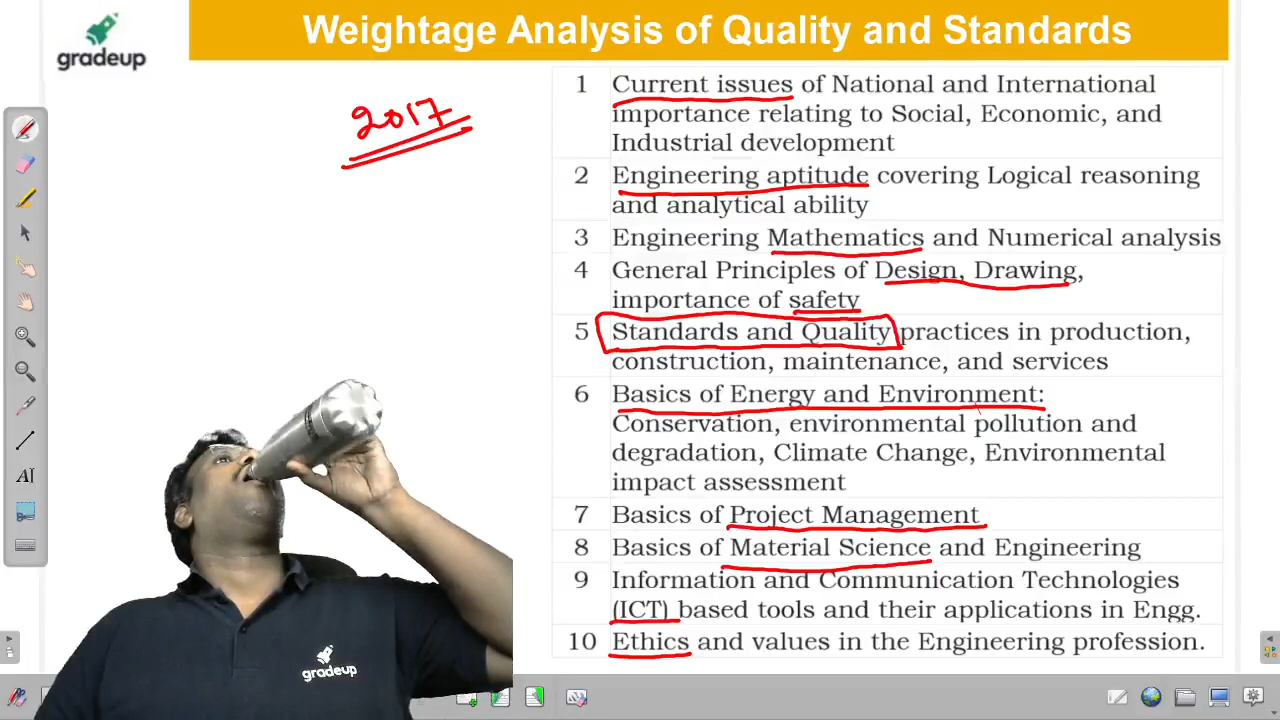 gradeup
Weightage Analysis of Quality and Standards
2017
1 Current issues of National and International
importance relating to Social, Economic, and
Industrial development
2 Engineering aptitude covering Logical reasoning
and analytical ability
3 Engineering Mathematics and Numerical analysis
4 General Principles of Design, Drawing,
importance of safety
5 Standards and Quality practices in production,
construction, maintenance, and services
6 Basics of Energy and Environment:
Conservation, environmental pollution and
degradation, Climate Change, Environmental
impact assessment
7 Basics of Project Management
8 Basics of Material Science and Engineering
9 Information and Communication Technologies
(ICT) based tools and their applications in Engg.
10 Ethics and values in the Engineering profession.
gradeup
A